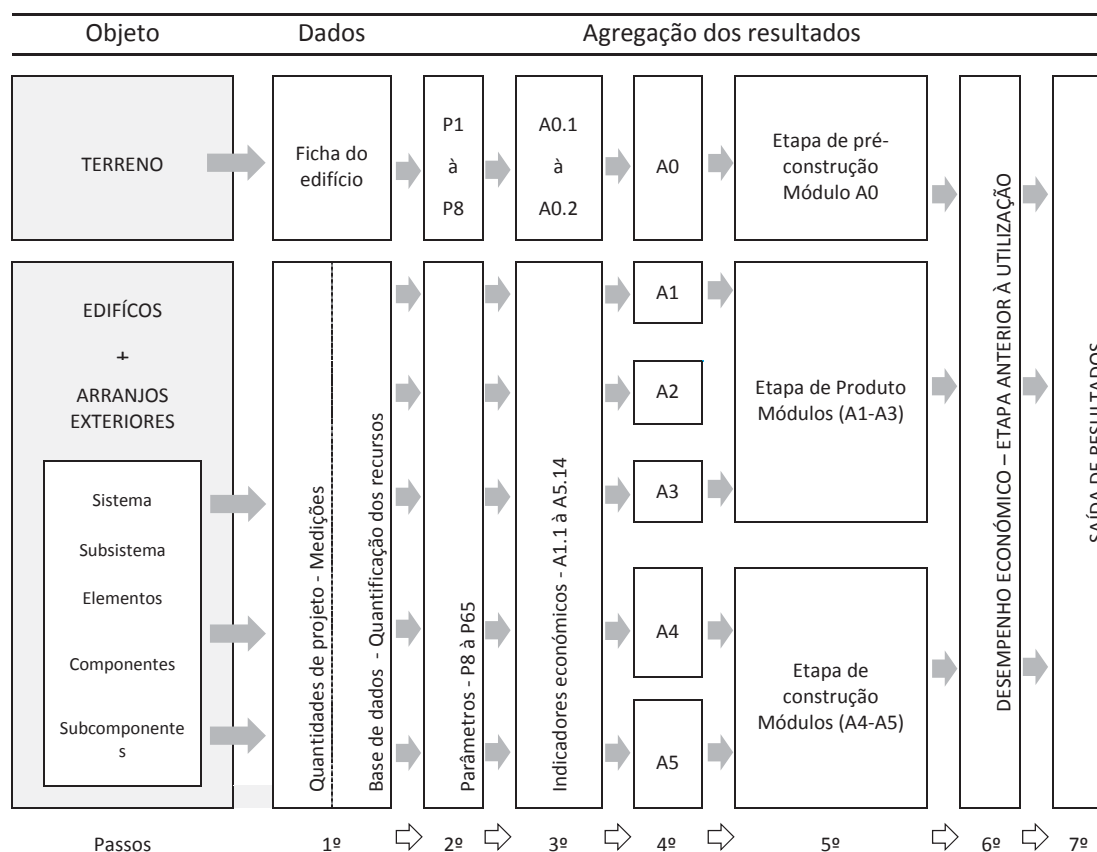 Objeto
Dados
Agregação dos resultados
TERRENO
Ficha do
edifício
P1
à
P8
A0.1
à
A0.2
A0
Etapa de pré-
construção
Módulo A0
EDIFÍCOS
+
ARRANJOS
EXTERIORES
Sistema
Subsistema
Elementos
Componentes
Subcomponente
s
Quantidades de projeto - Medições
Base de dados - Quantificação dos recursos
Parâmetros - P8 à P65
Indicadores económicos - A1.1 à A5.14
A1
A2
A3
A4
A5
Etapa de Produto
Módulos (A1-A3)
Etapa de
construção
Módulos (A4-A5)
DESEMPENHO ECONÓMICO – ETAPA ANTERIOR À UTILIZAÇÃO
SAÍDA DE RESULTADOS
Passos
1º
2º
3º
4º
5º
6º
7º